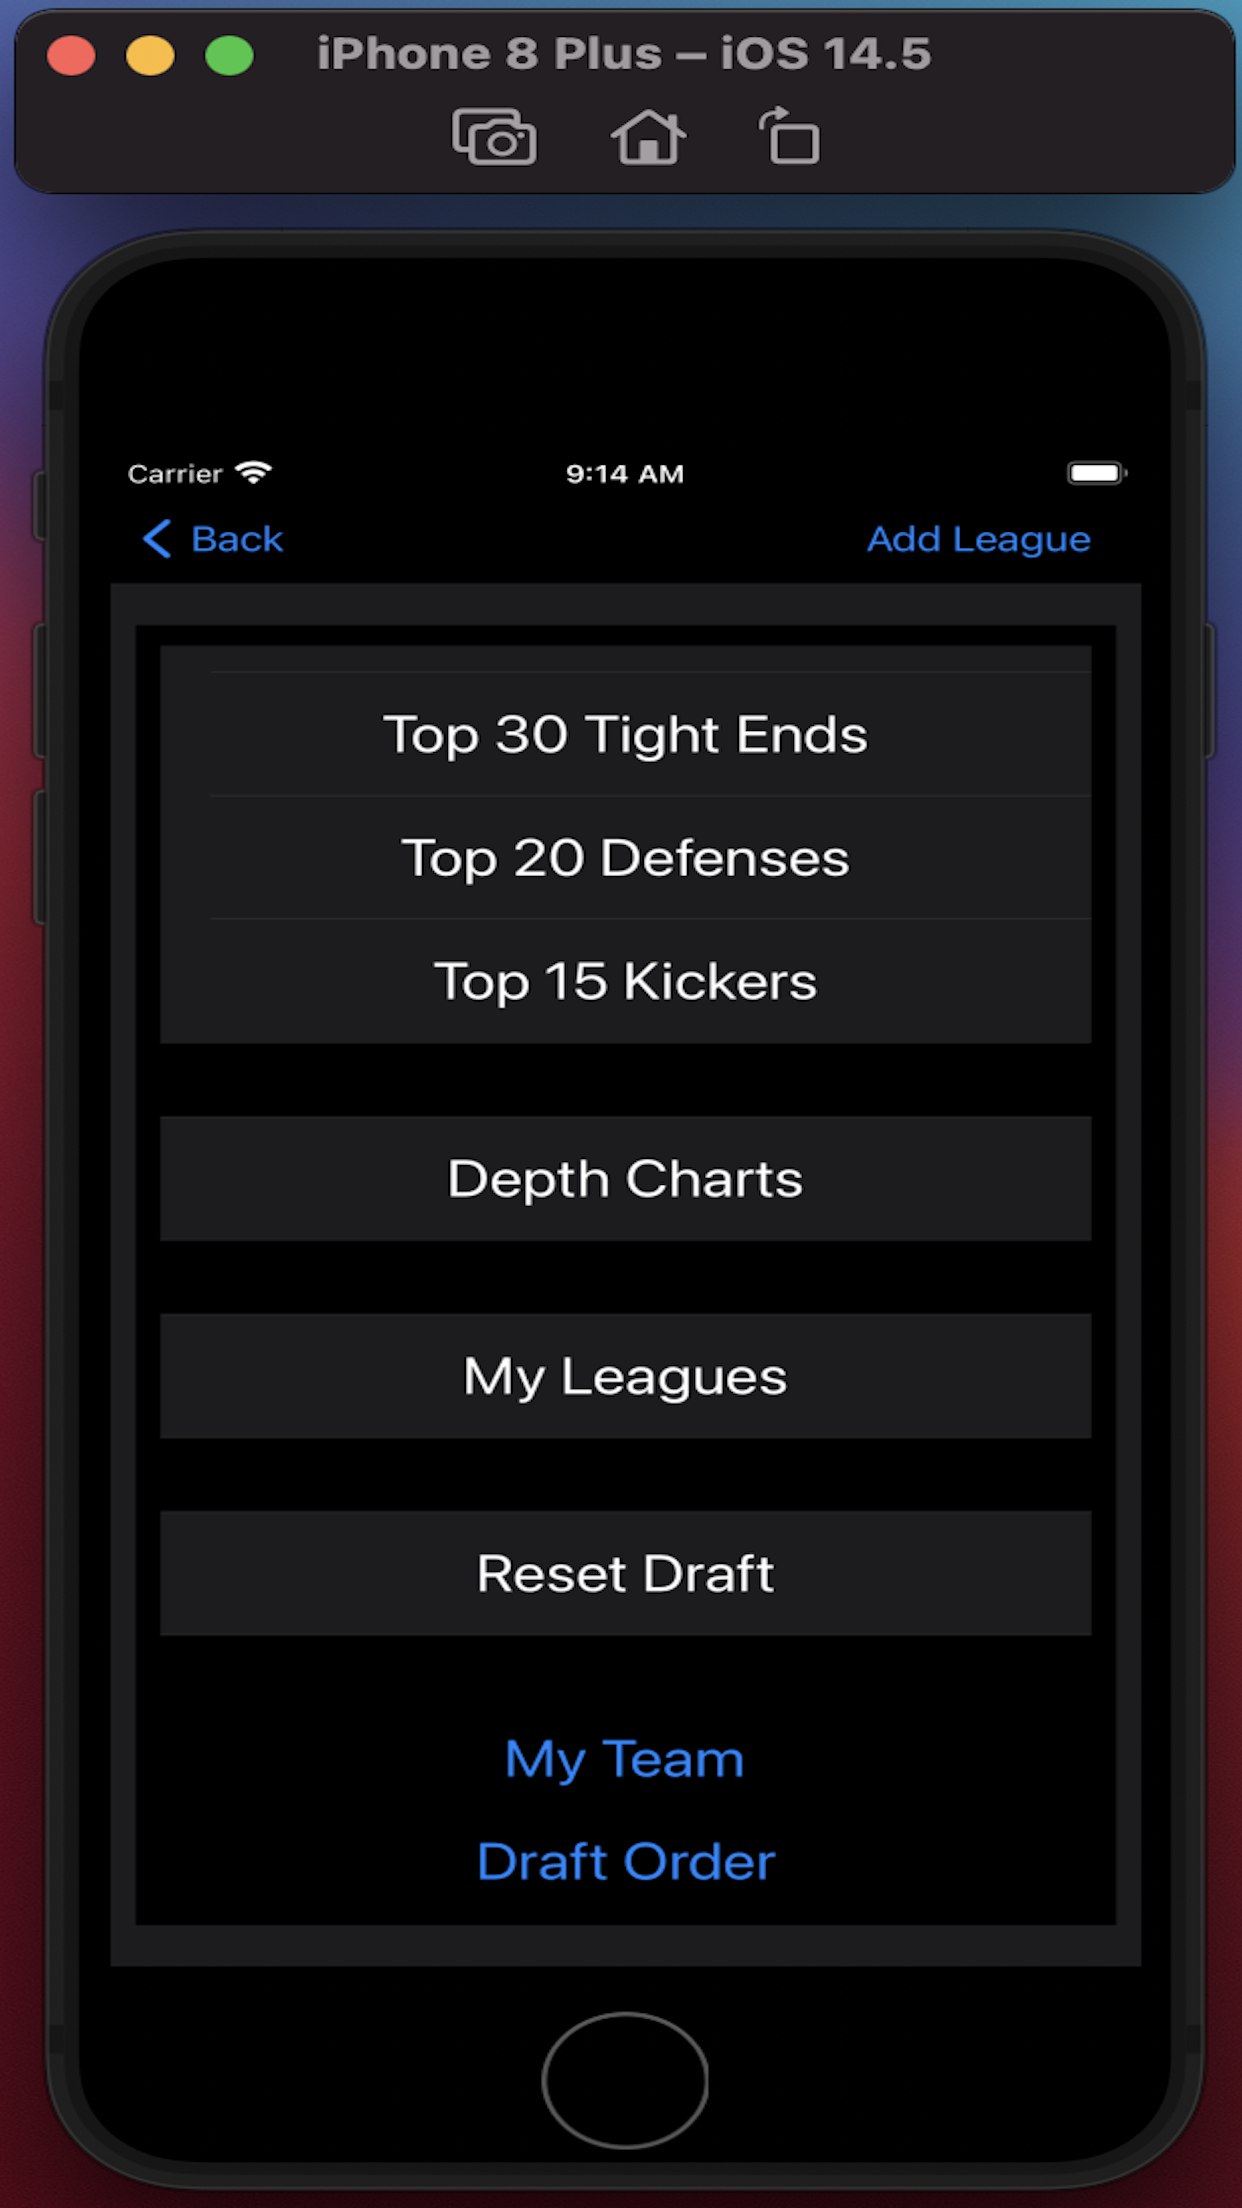 iPhone 8 Plus – iOS 14.5
Carrier 9:14 AM
Back Add League
Top 30 Tight Ends
Top 20 Defenses
Top 15 Kickers
Depth Charts
My Leagues
Reset Draft
My Team
Draft Order